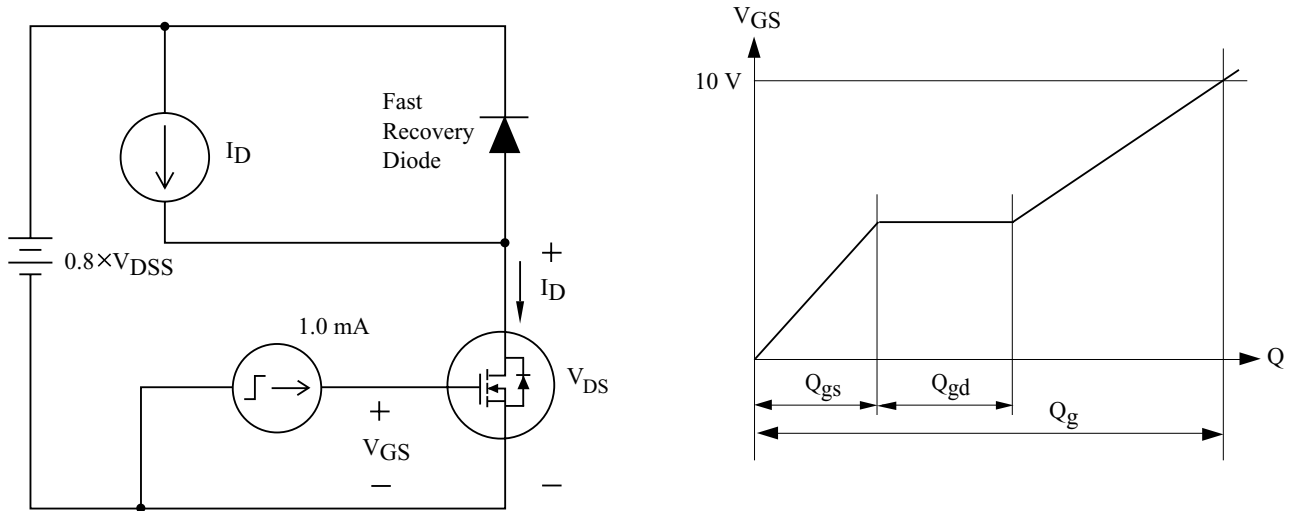 Fast
Recovery
Diode
I_D
0.8×V_DSS
+
I_D
1.0 mA
V_DS
+
V_GS
−
−
V_GS
10 V
Q
Q_gs
Q_gd
Q_g